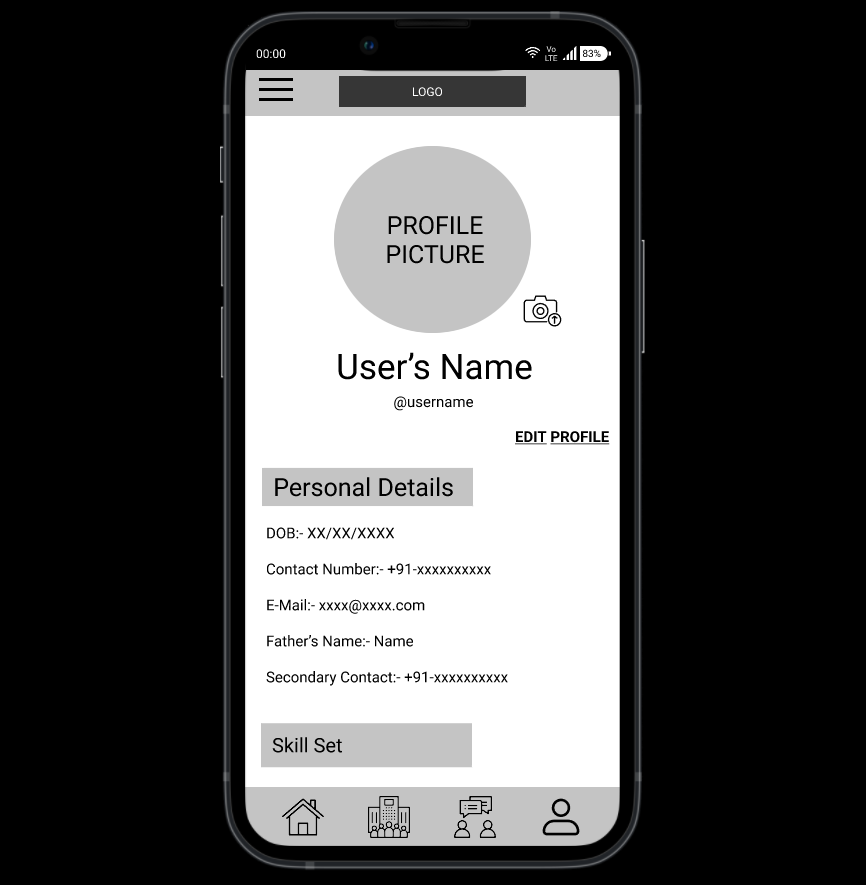 00:00
Vo
LTE
83%
LOGO
PROFILE
PICTURE
User’s Name
@username
EDIT PROFILE
Personal Details
DOB:- XX/XX/XXXX
Contact Number:- +91-xxxxxxxxxx
E-Mail:- xxxx@xxxx.com
Father’s Name:- Name
Secondary Contact:- +91-xxxxxxxxxx
Skill Set